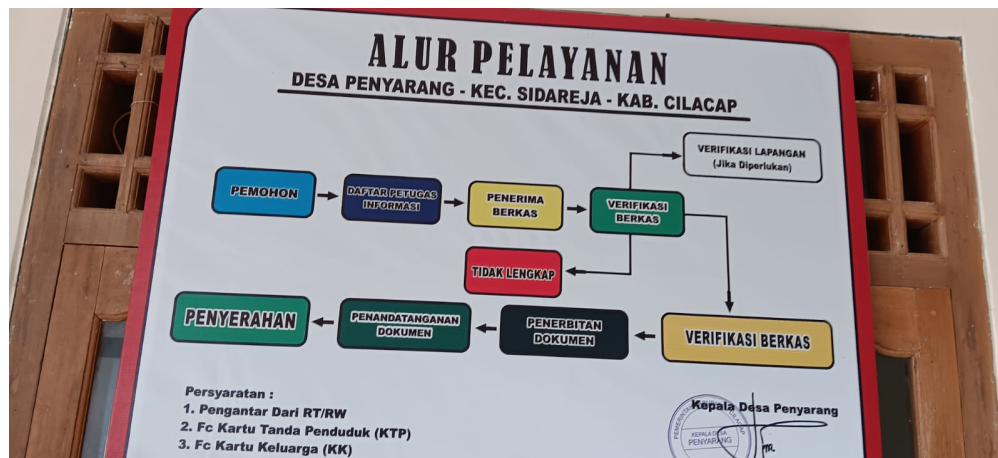 ALUR PELAYANAN
DESA PENYARANG - KEC. SIDAREJA - KAB. CILACAP
VERIFIKASI LAPANGAN
(Jika Diperlukan)
PEMOHON
DAFTAR PETUGAS
INFORMASI
PENERIMA
BERKAS
VERIFIKASI
BERKAS
TIDAK LENGKAP
PENYERAHAN
PENANDATANGANAN
DOKUMEN
PENERBITAN
DOKUMEN
VERIFIKASI BERKAS
Persyaratan :
1. Pengantar Dari RT/RW
2. Fc Kartu Tanda Penduduk (KTP)
3. Fc Kartu Keluarga (KK)
Kepala Desa Penyarang
KEPALA DESA
PENYARANG
CILACAP